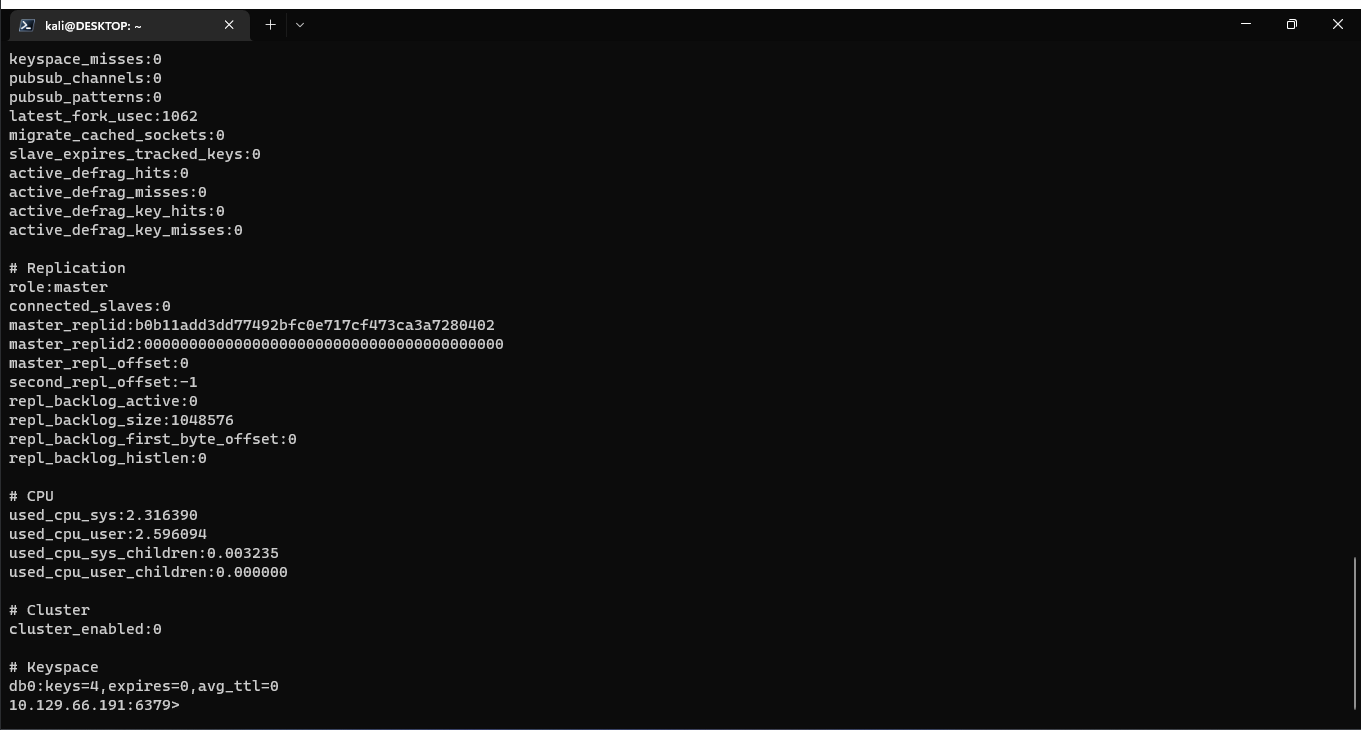 kali@DESKTOP: ~
keyspace_misses:0
pubsub_channels:0
pubsub_patterns:0
latest_fork_usec:1062
migrate_cached_sockets:0
slave_expires_tracked_keys:0
active_defrag_hits:0
active_defrag_misses:0
active_defrag_key_hits:0
active_defrag_key_misses:0
# Replication
role:master
connected_slaves:0
master_replid:b0b11add3dd77492bfc0e717cf473ca3a7280402
master_replid2:0000000000000000000000000000000000000000
master_repl_offset:0
second_repl_offset:-1
repl_backlog_active:0
repl_backlog_size:1048576
repl_backlog_first_byte_offset:0
repl_backlog_histlen:0
# CPU
used_cpu_sys:2.316390
used_cpu_user:2.596094
used_cpu_sys_children:0.003235
used_cpu_user_children:0.000000
# Cluster
cluster_enabled:0
# Keyspace
db0:keys=4,expires=0,avg_ttl=0
10.129.66.191:6379>